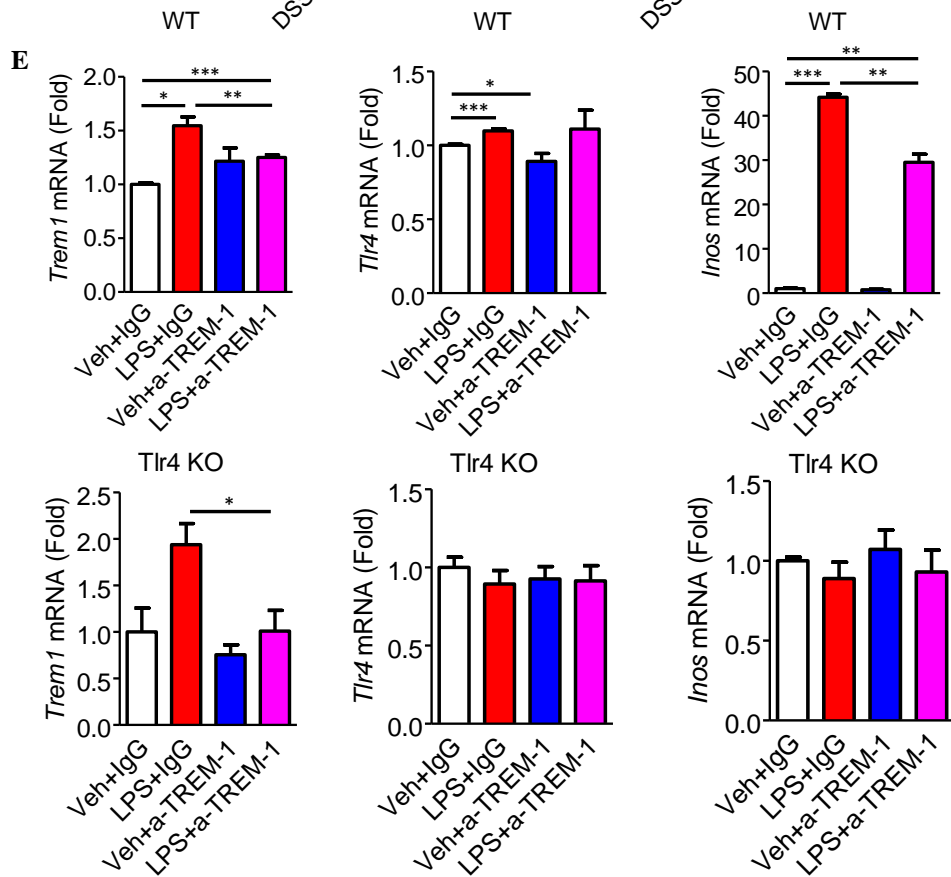 WT
DSS
WT
DSS
WT
E
***
*
**
Trem1 mRNA (Fold)
2.0
1.5
1.0
0.5
0.0
Veh+IgG
LPS+IgG
Veh+a-TREM-1
LPS+a-TREM-1
*
***
Tlr4 mRNA (Fold)
1.5
1.0
0.5
0.0
Veh+IgG
LPS+IgG
Veh+a-TREM-1
LPS+a-TREM-1
**
***
**
Inos mRNA (Fold)
50
40
30
20
10
0
Veh+IgG
LPS+IgG
Veh+a-TREM-1
LPS+a-TREM-1
Tlr4 KO
*
Trem1 mRNA (Fold)
2.5
2.0
1.5
1.0
0.5
0.0
Veh+IgG
LPS+IgG
Veh+a-TREM-1
LPS+a-TREM-1
Tlr4 KO
Tlr4 mRNA (Fold)
1.5
1.0
0.5
0.0
Veh+IgG
LPS+IgG
Veh+a-TREM-1
LPS+a-TREM-1
Tlr4 KO
Inos mRNA (Fold)
1.5
1.0
0.5
0.0
Veh+IgG
LPS+IgG
Veh+a-TREM-1
LPS+a-TREM-1